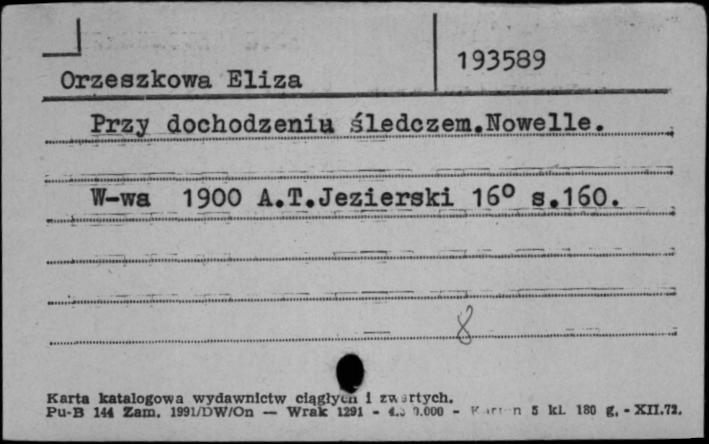 193589
Orzeszkowa Eliza
Przy dochodzeniu śledczem.Nowelle.
W-wa 1900 A.T.Jezierski 16° s.160.
8
Karta katalogowa wydawnictw ciągłych i zwartych.
Pu-B 144 Zam. 1991/DW/On — Wrak 1291 - 5 kl. 180 g. - XII.72.